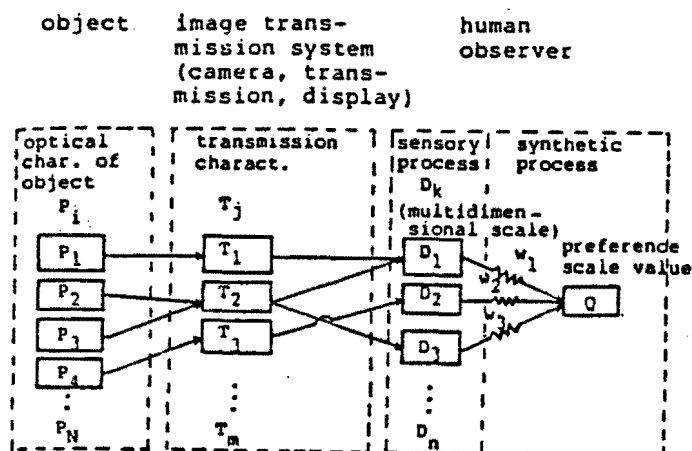 object
image trans-
mission system
(camera, trans-
mission, display)
human
observer
optical
char. of
object
P_i
P_1
P_2
P_3
P_4
⋮
P_N
transmission
charact.
T_j
T_1
T_2
T_3
⋮
T_m
sensory
process
D_k
(multidimen-
sional scale)
D_1
D_2
D_3
⋮
D_n
synthetic
process
w_1
w_2
w_3
preference
scale value
Q